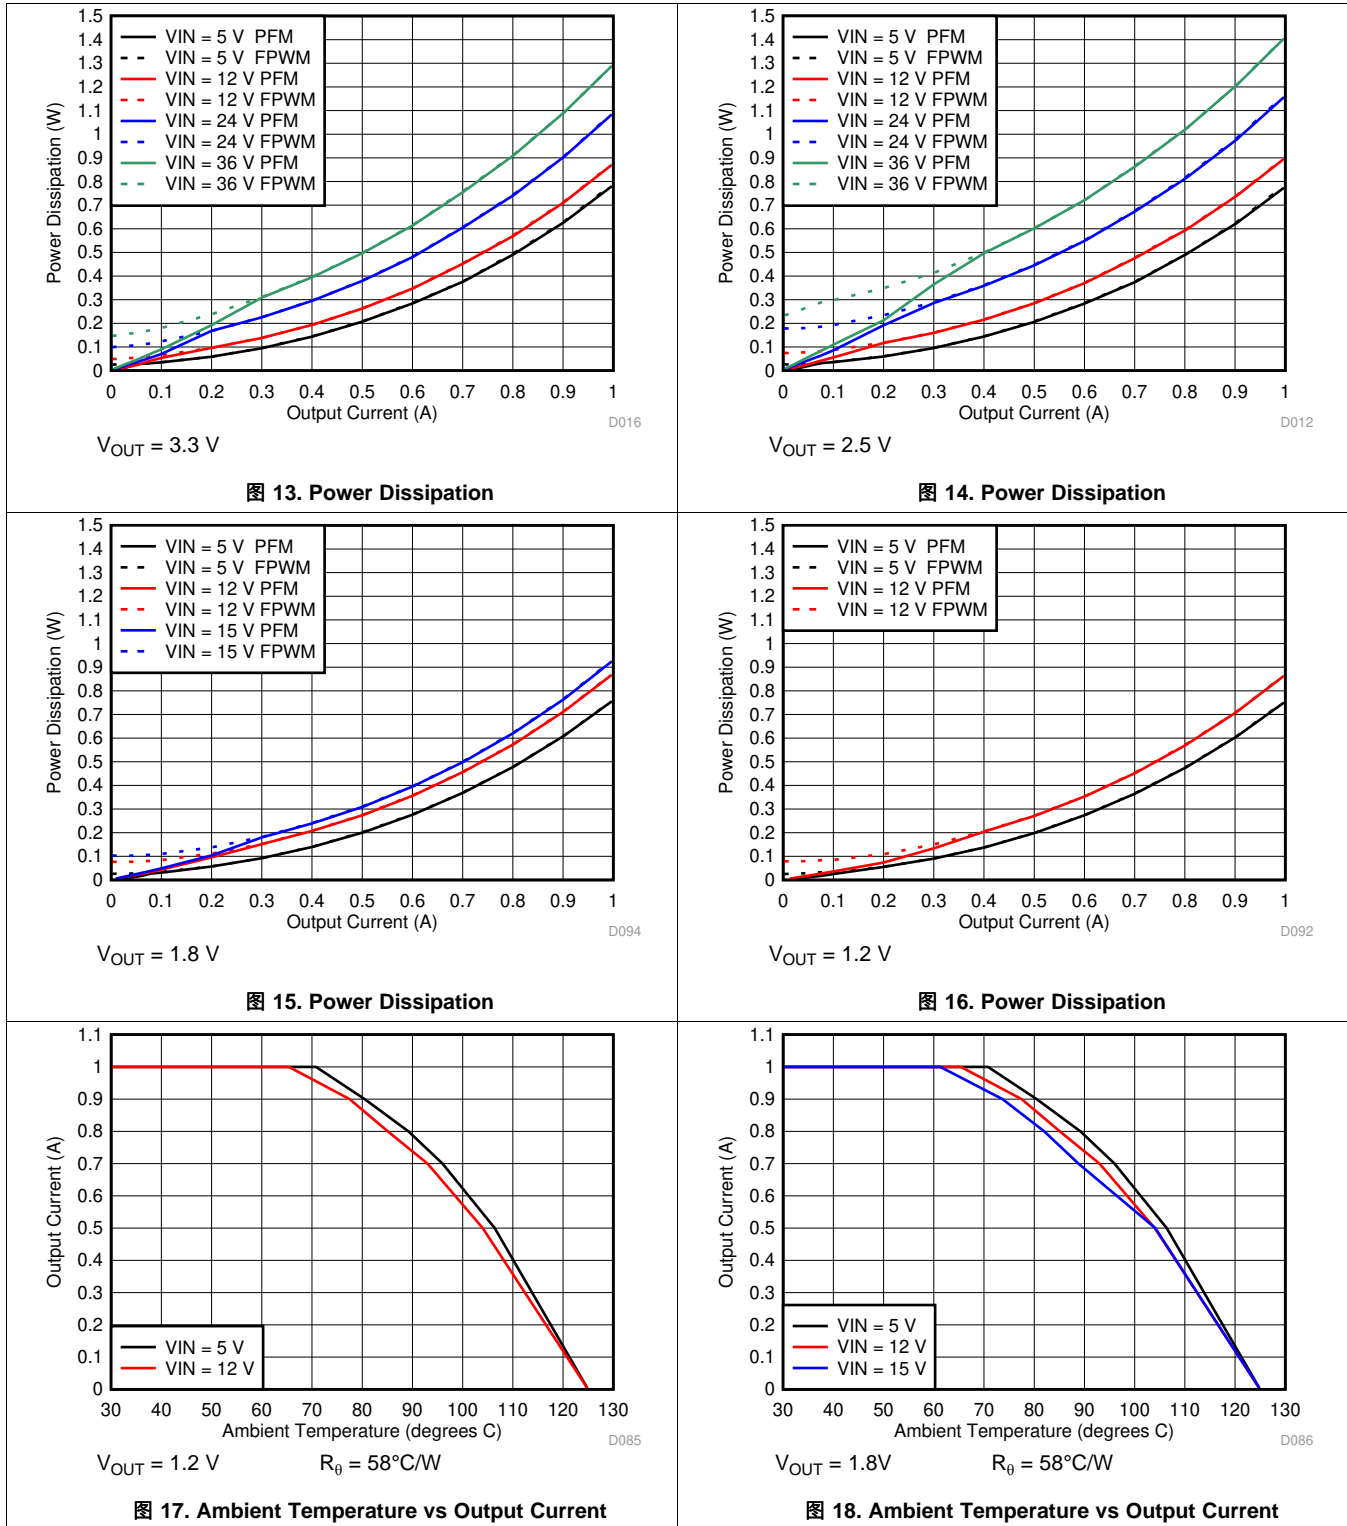 1.5
1.4
1.3
1.2
1.1
1
0.9
0.8
0.7
0.6
0.5
0.4
0.3
0.2
0.1
0
Power Dissipation (W)
VIN = 5 V PFM
VIN = 5 V FPWM
VIN = 12 V PFM
VIN = 12 V FPWM
VIN = 24 V PFM
VIN = 24 V FPWM
VIN = 36 V PFM
VIN = 36 V FPWM
0 0.1 0.2 0.3 0.4 0.5 0.6 0.7 0.8 0.9 1
Output Current (A)
D016
VOUT = 3.3 V
图 13. Power Dissipation
1.5
1.4
1.3
1.2
1.1
1
0.9
0.8
0.7
0.6
0.5
0.4
0.3
0.2
0.1
0
Power Dissipation (W)
VIN = 5 V PFM
VIN = 5 V FPWM
VIN = 12 V PFM
VIN = 12 V FPWM
VIN = 24 V PFM
VIN = 24 V FPWM
VIN = 36 V PFM
VIN = 36 V FPWM
0 0.1 0.2 0.3 0.4 0.5 0.6 0.7 0.8 0.9 1
Output Current (A)
D012
VOUT = 2.5 V
图 14. Power Dissipation
1.5
1.4
1.3
1.2
1.1
1
0.9
0.8
0.7
0.6
0.5
0.4
0.3
0.2
0.1
0
Power Dissipation (W)
VIN = 5 V PFM
VIN = 5 V FPWM
VIN = 12 V PFM
VIN = 12 V FPWM
VIN = 15 V PFM
VIN = 15 V FPWM
0 0.1 0.2 0.3 0.4 0.5 0.6 0.7 0.8 0.9 1
Output Current (A)
D094
VOUT = 1.8 V
图 15. Power Dissipation
1.5
1.4
1.3
1.2
1.1
1
0.9
0.8
0.7
0.6
0.5
0.4
0.3
0.2
0.1
0
Power Dissipation (W)
VIN = 5 V PFM
VIN = 5 V FPWM
VIN = 12 V PFM
VIN = 12 V FPWM
0 0.1 0.2 0.3 0.4 0.5 0.6 0.7 0.8 0.9 1
Output Current (A)
D092
VOUT = 1.2 V
图 16. Power Dissipation
1.1
1
0.9
0.8
0.7
0.6
0.5
0.4
0.3
0.2
0.1
0
Output Current (A)
VIN = 5 V
VIN = 12 V
30 40 50 60 70 80 90 100 110 120 130
Ambient Temperature (degrees C)
D085
VOUT = 1.2 V Rθ = 58°C/W
图 17. Ambient Temperature vs Output Current
1.1
1
0.9
0.8
0.7
0.6
0.5
0.4
0.3
0.2
0.1
0
Output Current (A)
VIN = 5 V
VIN = 12 V
VIN = 15 V
30 40 50 60 70 80 90 100 110 120 130
Ambient Temperature (degrees C)
D086
VOUT = 1.8V Rθ = 58°C/W
图 18. Ambient Temperature vs Output Current